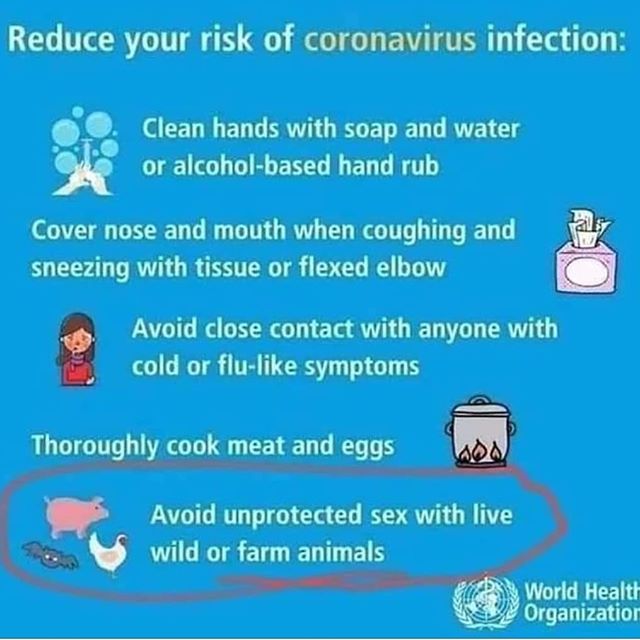 Reduce your risk of coronavirus infection:
Clean hands with soap and water
or alcohol-based hand rub
Cover nose and mouth when coughing and
sneezing with tissue or flexed elbow
Avoid close contact with anyone with
cold or flu-like symptoms
Thoroughly cook meat and eggs
Avoid unprotected sex with live
wild or farm animals
World Health
Organization